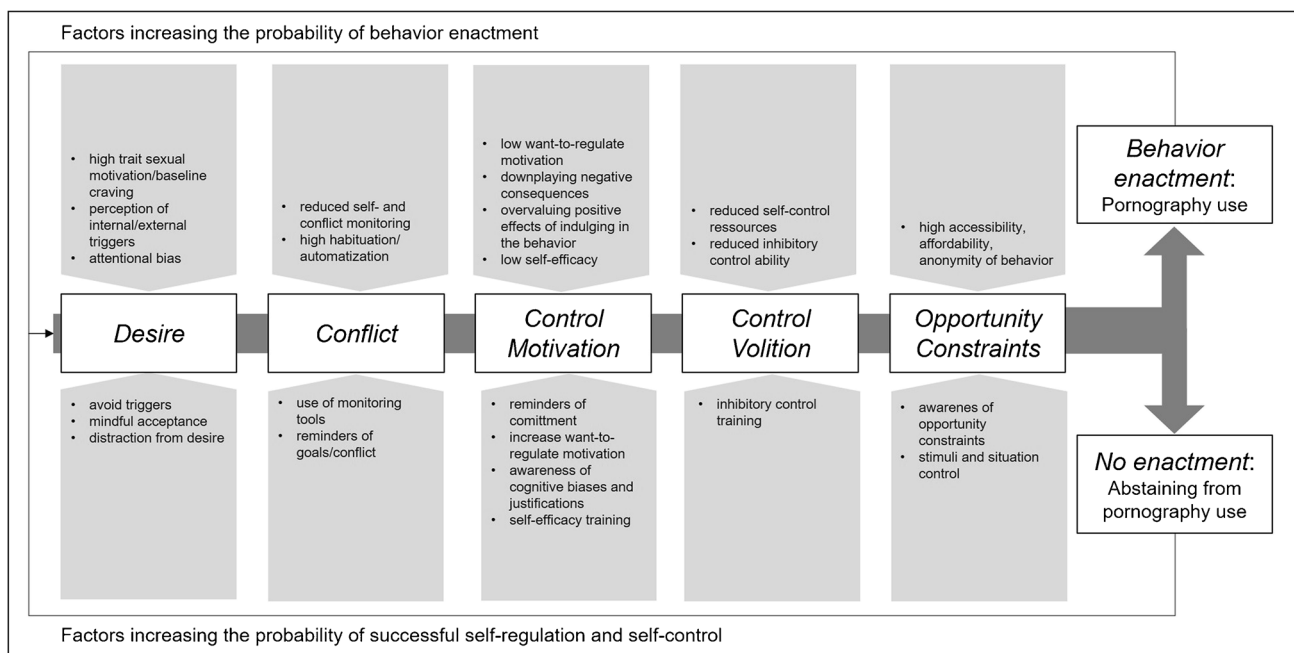 Factors increasing the probability of behavior enactment
• high trait sexual
motivation/baseline
craving
• perception of
internal/external
triggers
• attentional bias
• reduced self- and
conflict monitoring
• high habituation/
automatization
• low want-to-regulate
motivation
• downplaying negative
consequences
• overvaluing positive
effects of indulging in
the behavior
• low self-efficacy
• reduced self-control
ressources
• reduced inhibitory
control ability
• high accessibility,
affordability,
anonymity of behavior
Behavior
enactment:
Pornography use
Desire
Conflict
Control
Motivation
Control
Volition
Opportunity
Constraints
• avoid triggers
• mindful acceptance
• distraction from desire
• use of monitoring
tools
• reminders of
goals/conflict
• reminders of
comittment
• increase want-to-
regulate motivation
• awareness of
cognitive biases and
justifications
• self-efficacy training
• inhibitory control
training
• awarenes of
opportunity
constraints
• stimuli and situation
control
No enactment:
Abstaining from
pornography use
Factors increasing the probability of successful self-regulation and self-control